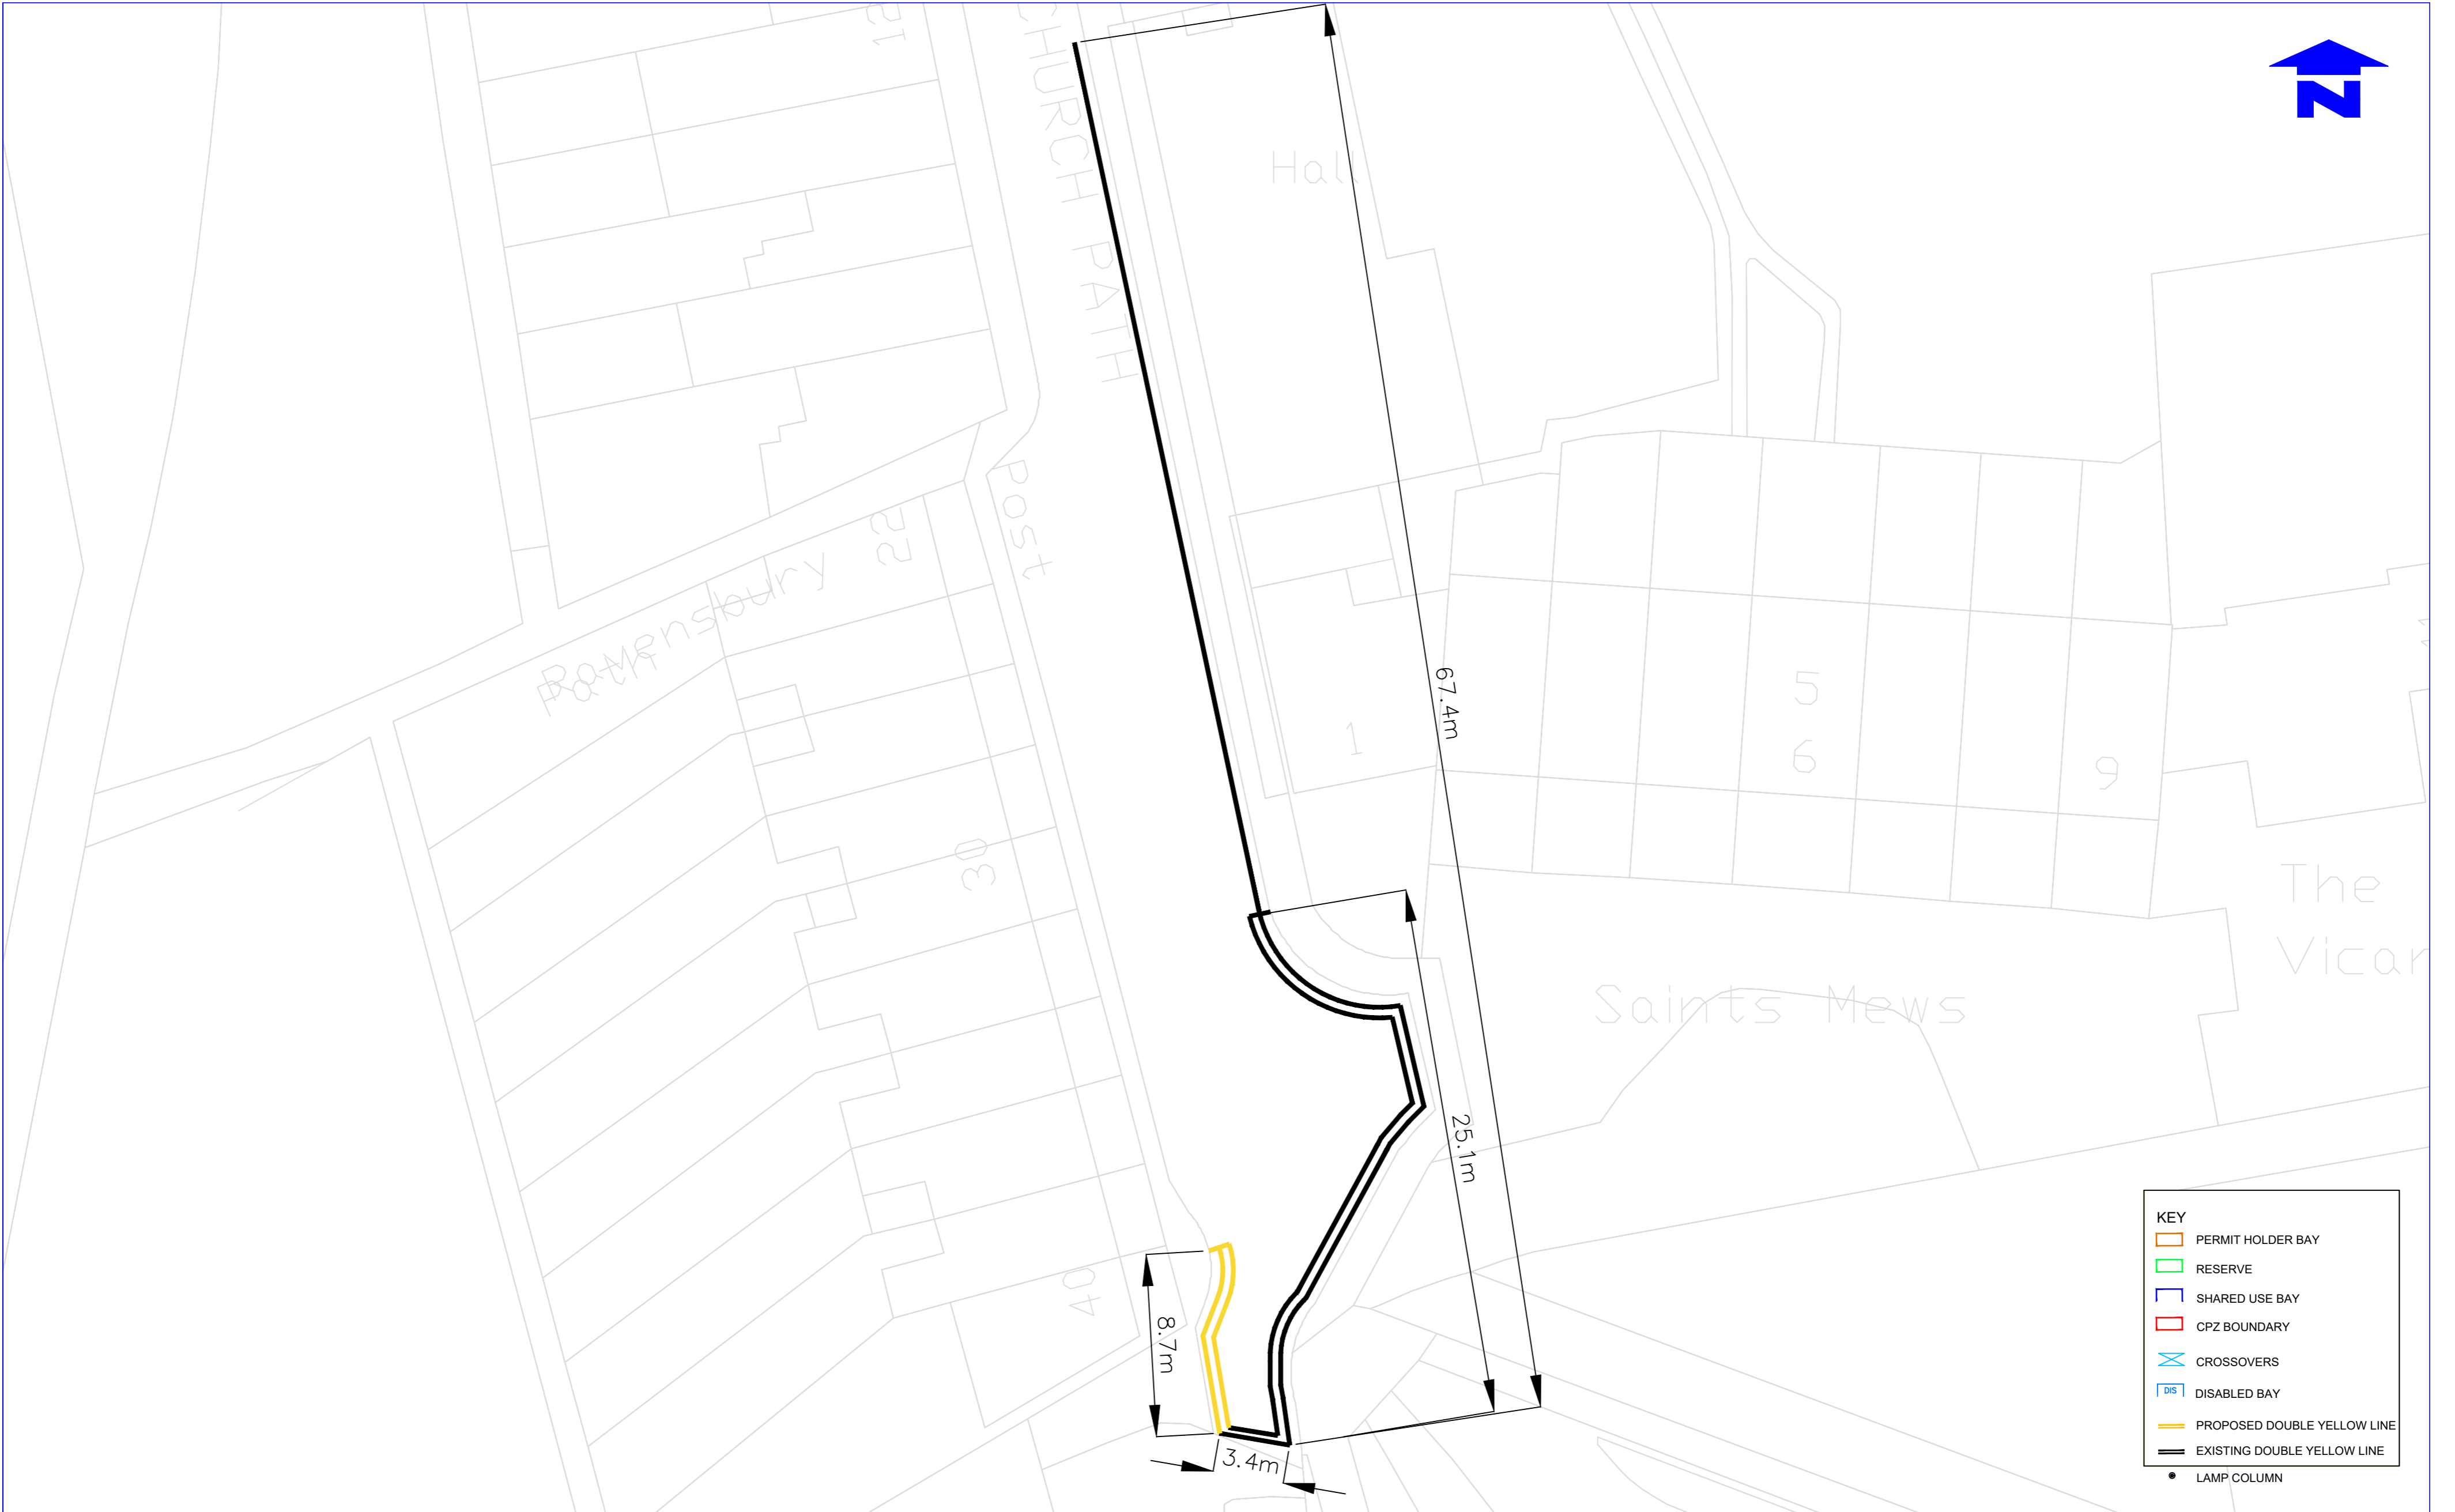 N
CHURCH PATH
Hall
Post
22
Pownsbury
Path
30
40
1
5
6
9
The
Vicar
Saints Mews
67.4m
25.1m
8.7m
3.4m
KEY
PERMIT HOLDER BAY
RESERVE
SHARED USE BAY
CPZ BOUNDARY
CROSSOVERS
DIS DISABLED BAY
PROPOSED DOUBLE YELLOW LINE
EXISTING DOUBLE YELLOW LINE
LAMP COLUMN